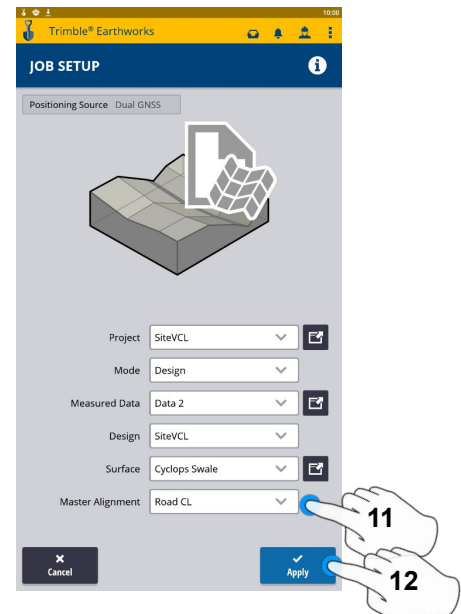 10:00
Trimble® Earthworks
JOB SETUP
Positioning Source Dual GNSS
Project SiteVCL
Mode Design
Measured Data Data 2
Design SiteVCL
Surface Cyclops Swale
Master Alignment Road CL
11
Cancel Apply
12